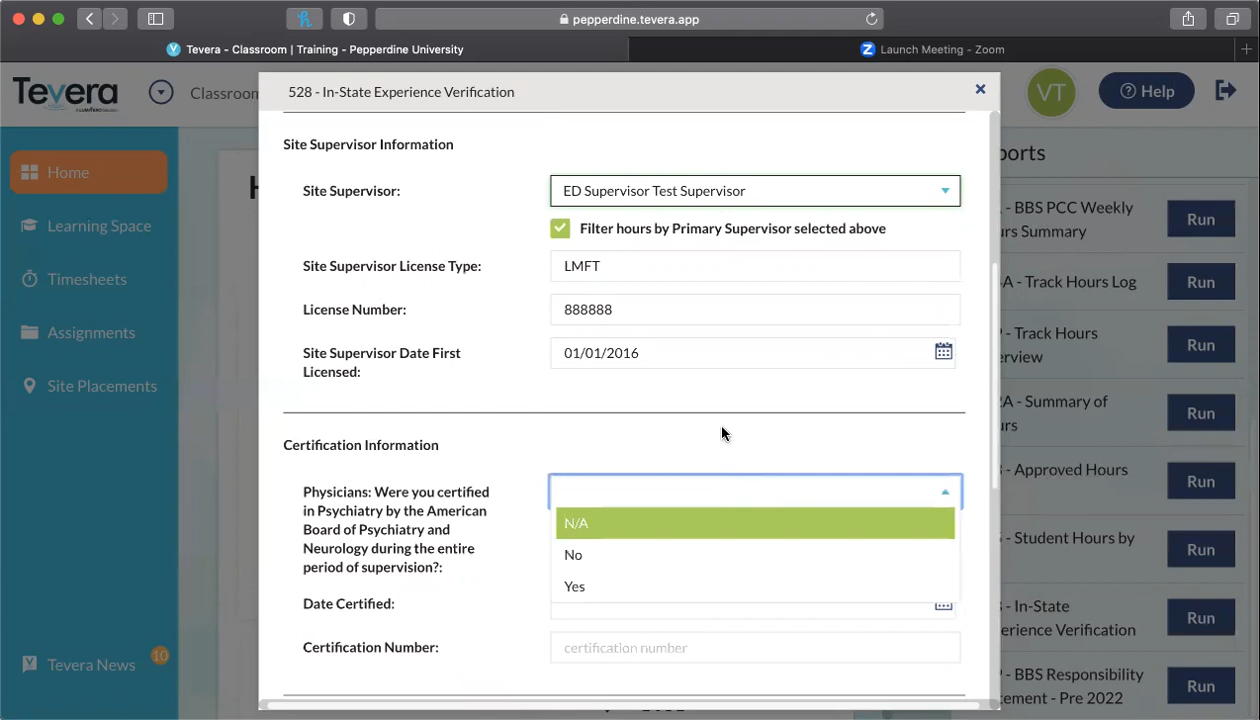 pepperdine.tevera.app
Tevera - Classroom | Training - Pepperdine University
Launch Meeting - Zoom
Tevera
Classroom
VT
Help
528 - In-State Experience Verification
Home
Learning Space
Timesheets
Assignments
Site Placements
Tevera News
10
Site Supervisor Information
Site Supervisor:
ED Supervisor Test Supervisor
Filter hours by Primary Supervisor selected above
Site Supervisor License Type:
LMFT
License Number:
888888
Site Supervisor Date First
Licensed:
01/01/2016
Certification Information
Physicians: Were you certified
in Psychiatry by the American
Board of Psychiatry and
Neurology during the entire
period of supervision?:
N/A
No
Yes
Date Certified:
Certification Number:
certification number
orts
- BBS PCC Weekly
urs Summary
Run
A - Track Hours Log
Run
- Track Hours
erview
Run
A - Summary of
urs
Run
- Approved Hours
Run
- Student Hours by
Run
- In-State
erience Verification
Run
- BBS Responsibility
ement - Pre 2022
Run